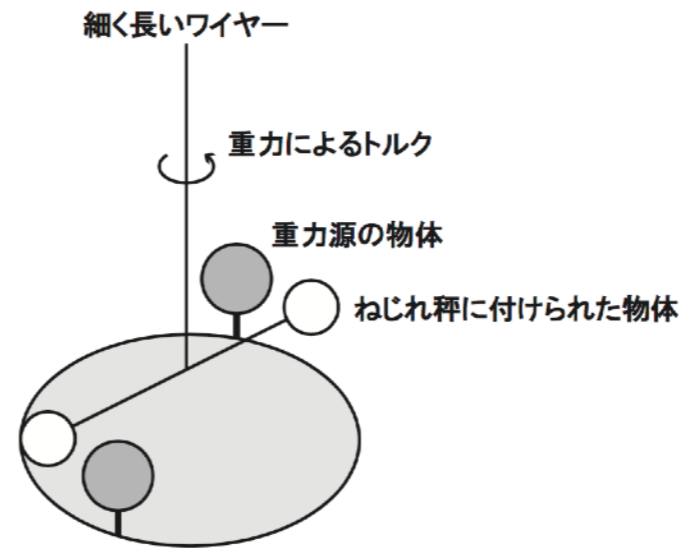 細く長いワイヤー
重力によるトルク
重力源の物体
ねじれ秤に付けられた物体